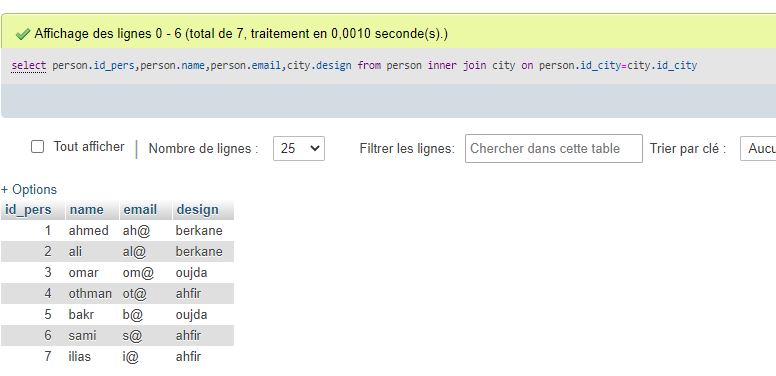 Affichage des lignes 0 - 6 (total de 7, traitement en 0,0010 seconde(s).)
select person.id_pers,person.name,person.email,city.design from person inner join city on person.id_city=city.id_city
Tout afficher | Nombre de lignes : 25 Filtrer les lignes: Chercher dans cette table Trier par clé : Aucu
+ Options
id_pers name email design
1 ahmed ah@ berkane
2 ali al@ berkane
3 omar om@ oujda
4 othman ot@ ahfir
5 bakr b@ oujda
6 sami s@ ahfir
7 ilias i@ ahfir